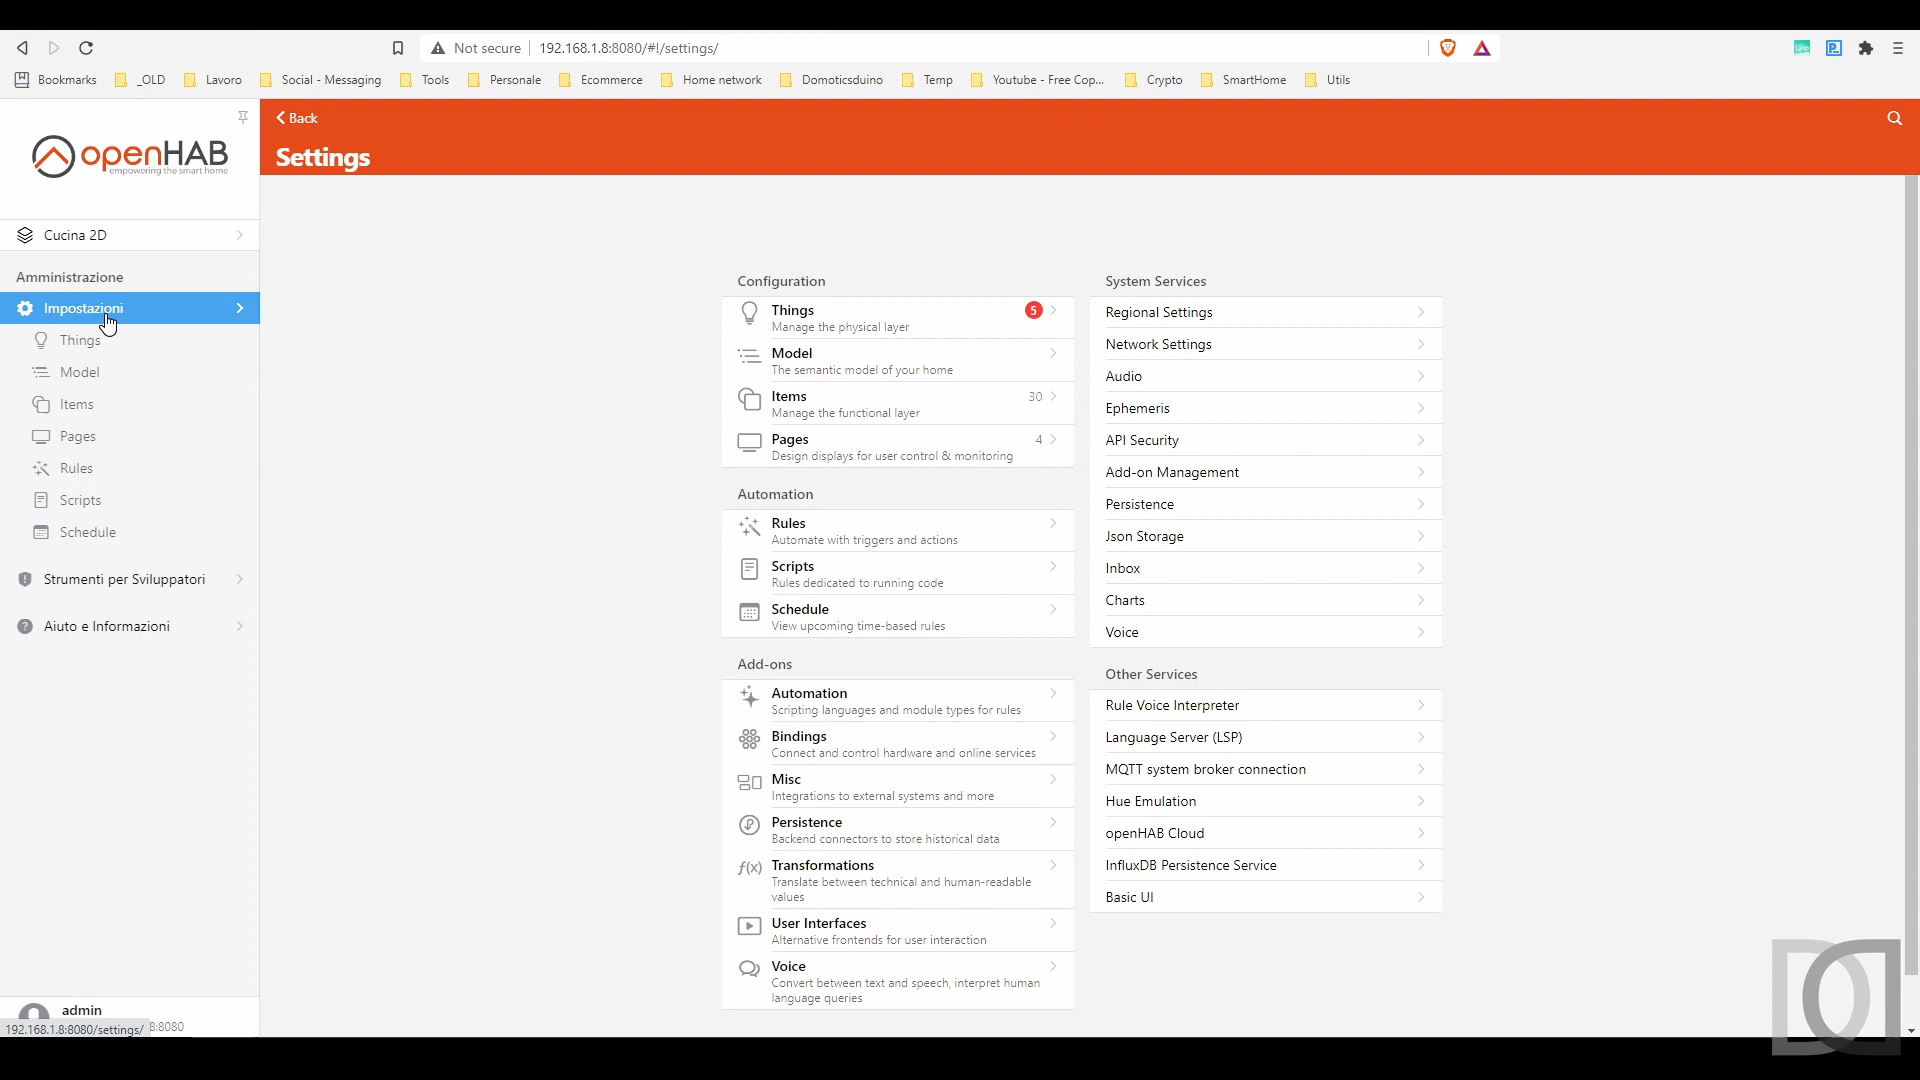 Not secure
192.168.1.8:8080/#!/settings/
Bookmarks
_OLD
Lavoro
Social - Messaging
Tools
Personale
Ecommerce
Home network
Domoticsduino
Temp
Youtube - Free Cop...
Crypto
SmartHome
Utils
openHAB
empowering the smart home
Cucina 2D
Amministrazione
Impostazioni
Things
Model
Items
Pages
Rules
Scripts
Schedule
Strumenti per Sviluppatori
Aiuto e Informazioni
admin
192.168.1.8:8080/settings/
8:8080
Back
Settings
Configuration
Things
5
Manage the physical layer
Model
The semantic model of your home
Items
30
Manage the functional layer
Pages
4
Design displays for user control & monitoring
Automation
Rules
Automate with triggers and actions
Scripts
Rules dedicated to running code
Schedule
View upcoming time-based rules
Add-ons
Automation
Scripting languages and module types for rules
Bindings
Connect and control hardware and online services
Misc
Integrations to external systems and more
Persistence
Backend connectors to store historical data
f(x)
Transformations
Translate between technical and human-readable
values
User Interfaces
Alternative frontends for user interaction
Voice
Convert between text and speech, interpret human
language queries
System Services
Regional Settings
Network Settings
Audio
Ephemeris
API Security
Add-on Management
Persistence
Json Storage
Inbox
Charts
Voice
Other Services
Rule Voice Interpreter
Language Server (LSP)
MQTT system broker connection
Hue Emulation
openHAB Cloud
InfluxDB Persistence Service
Basic UI